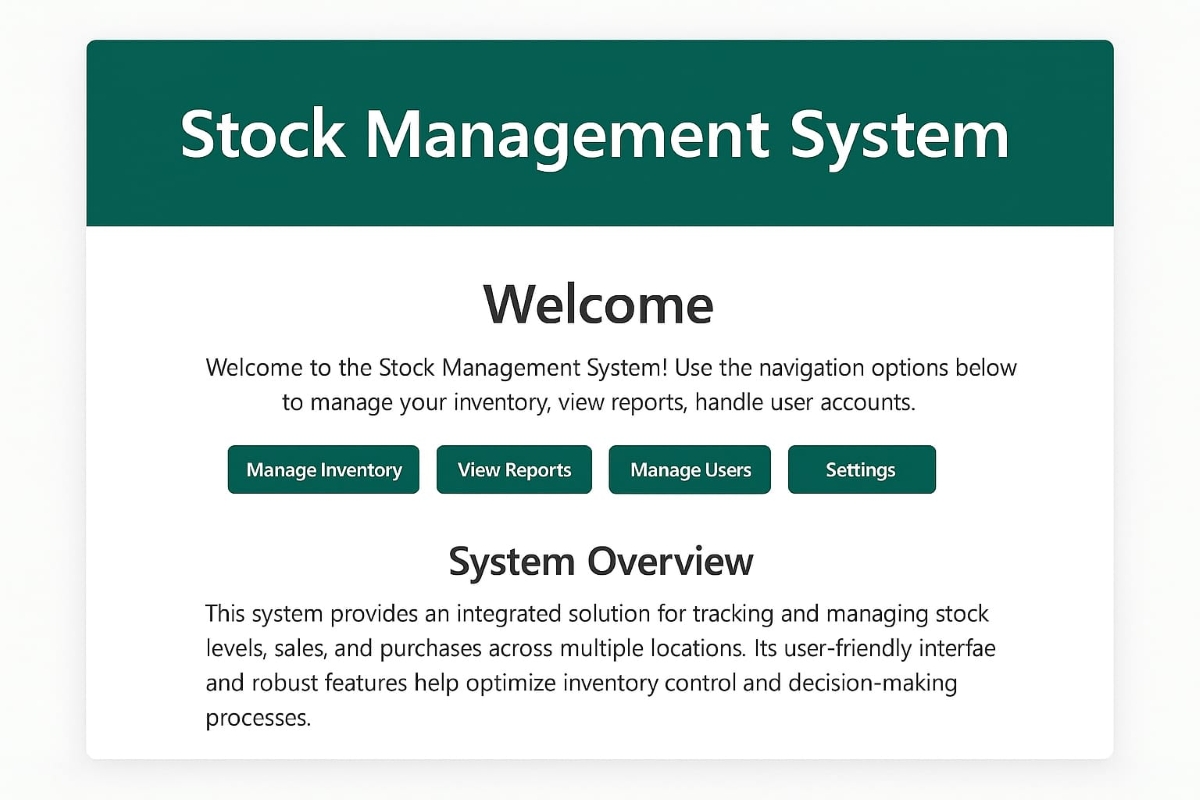 Stock Management System
Welcome
Welcome to the Stock Management System! Use the navigation options below
to manage your inventory, view reports, handle user accounts.
Manage Inventory
View Reports
Manage Users
Settings
System Overview
This system provides an integrated solution for tracking and managing stock
levels, sales, and purchases across multiple locations. Its user-friendly interfae
and robust features help optimize inventory control and decision-making
processes.